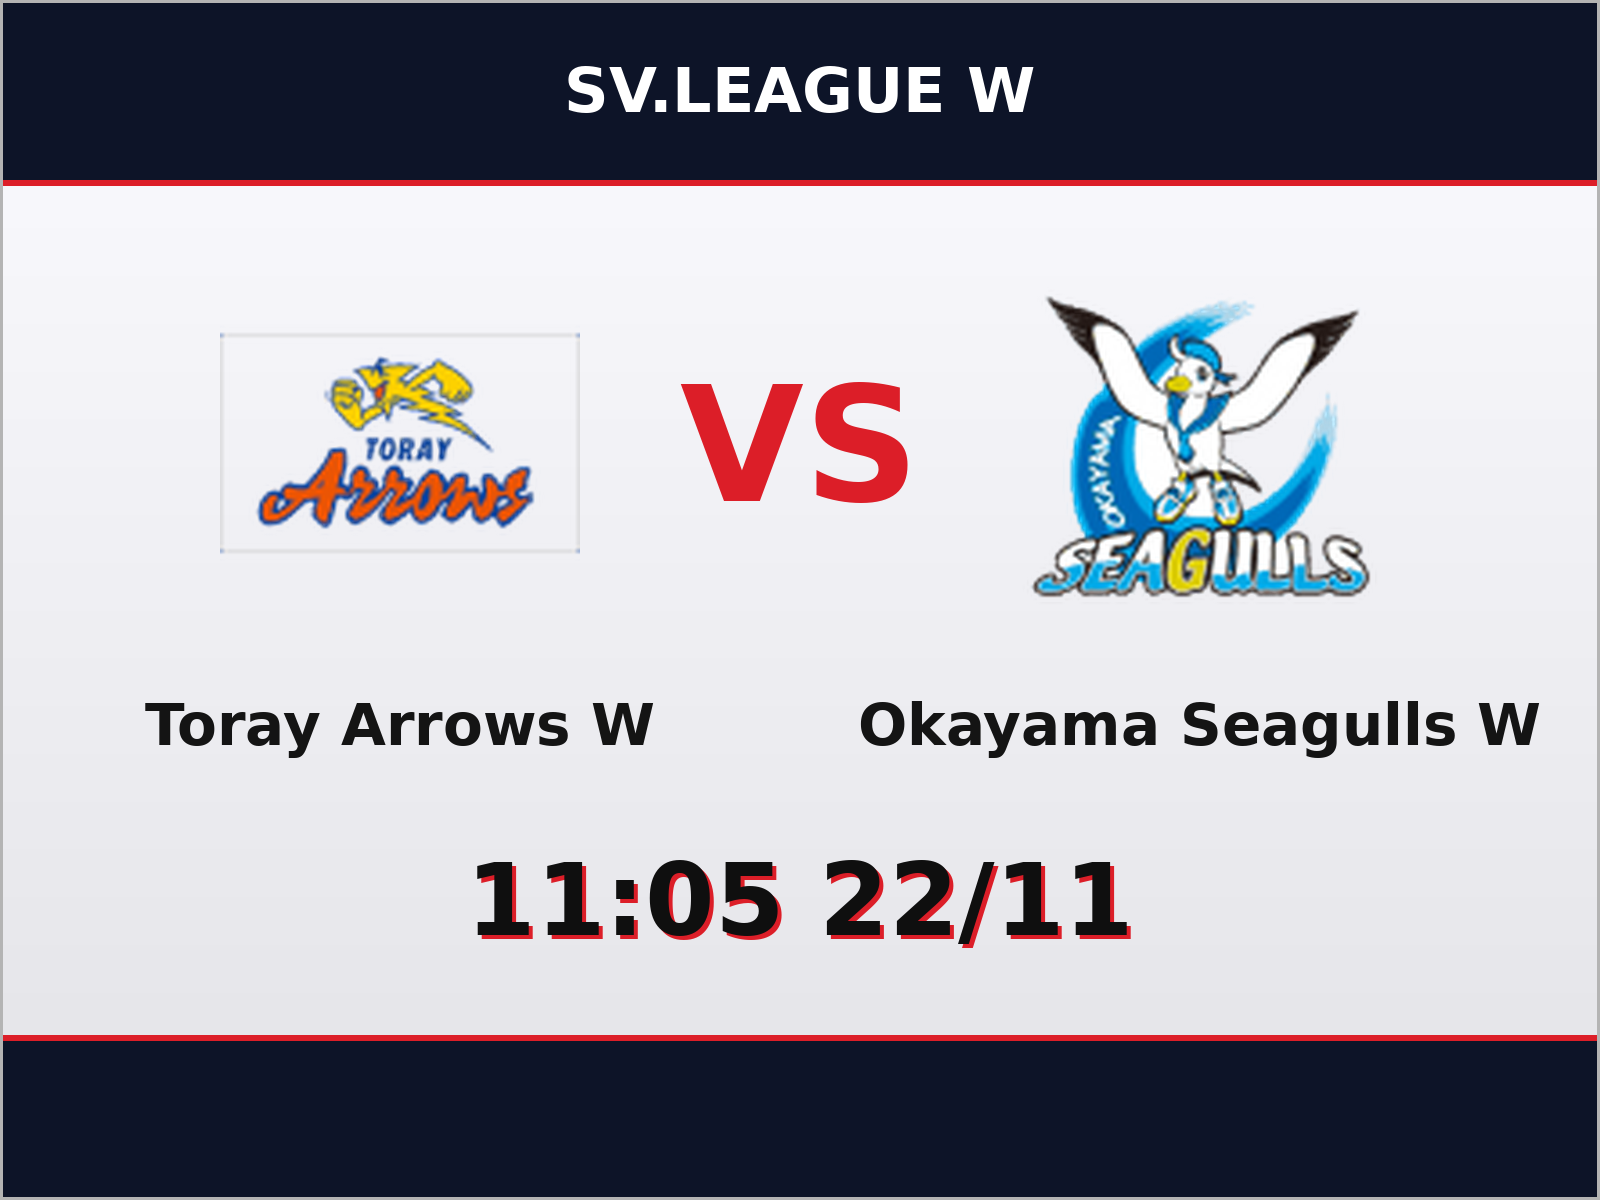 SV.LEAGUE W
TORAY
Arrows
VS
OKAYAMA
SEAGULLS
Toray Arrows W
Okayama Seagulls W
11:05 22/11